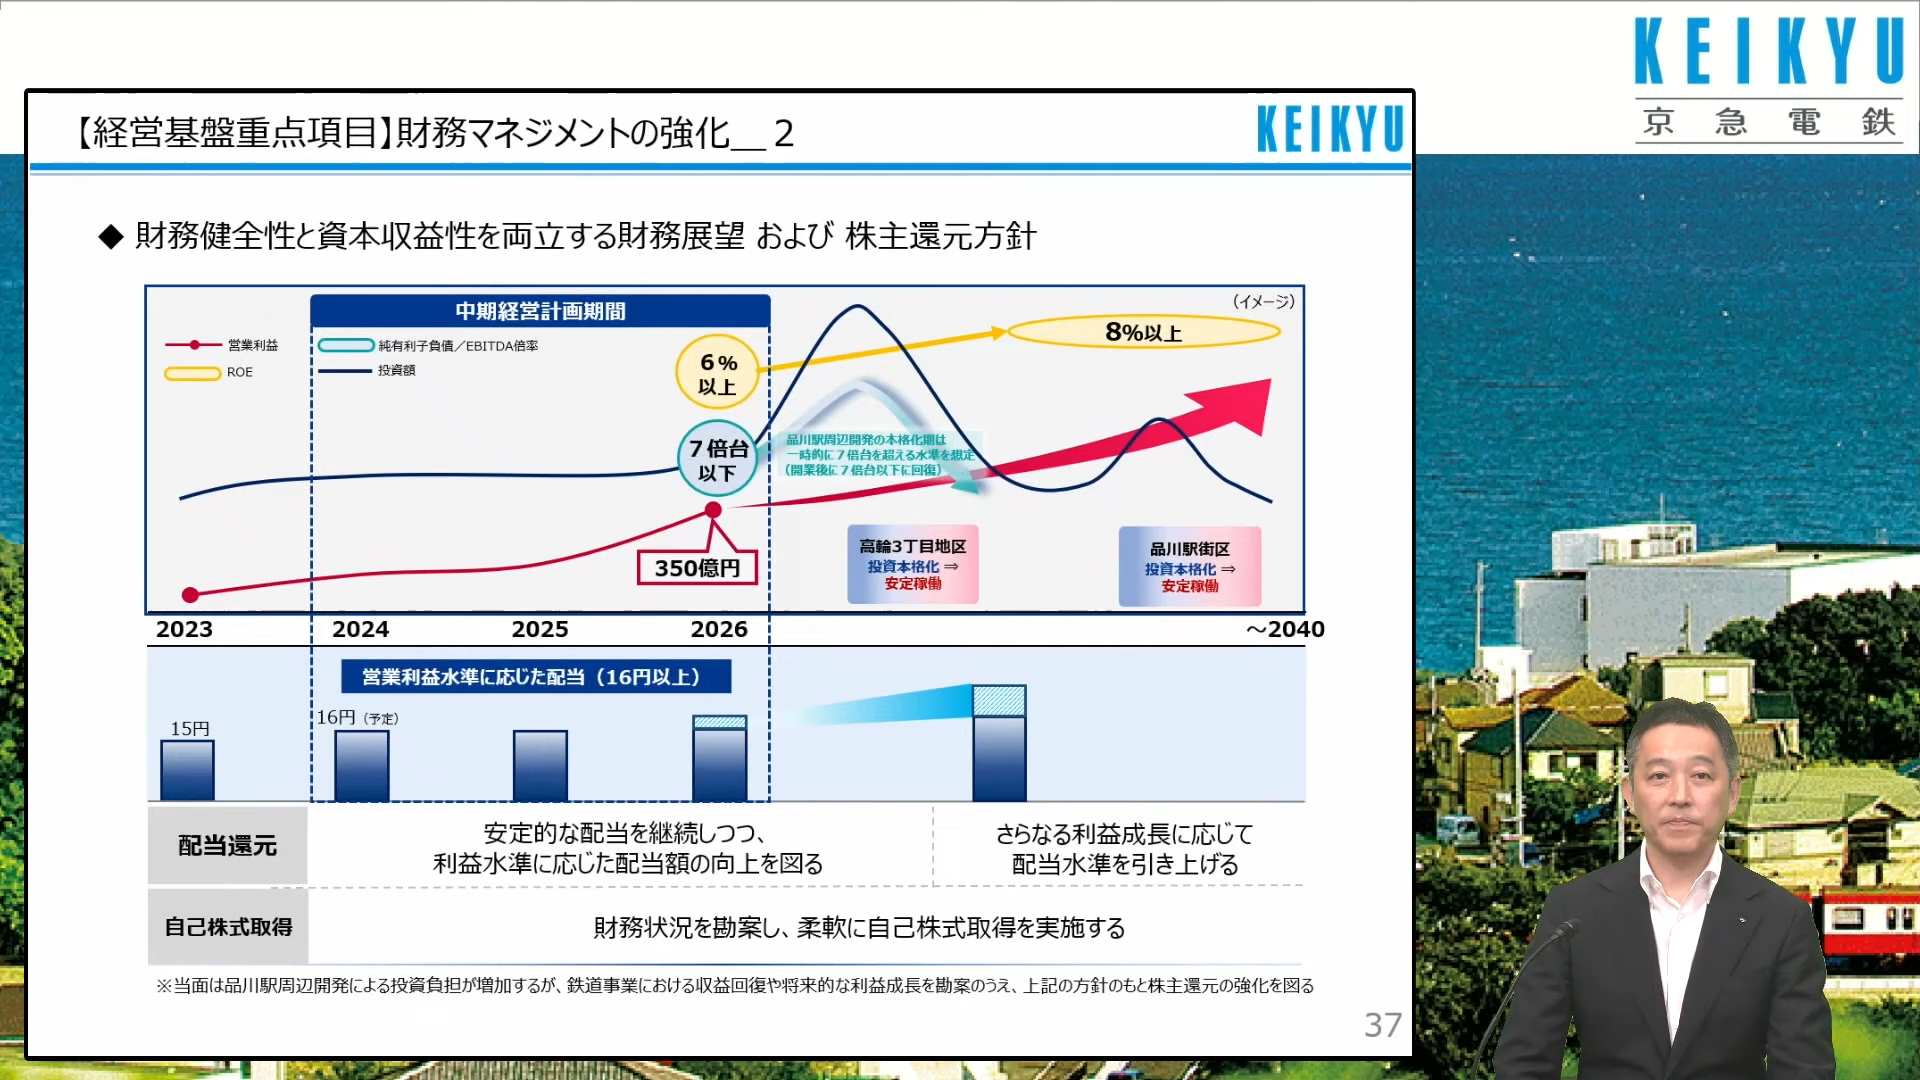 KEIKYU
京急電鉄
【経営基盤重点項目】財務マネジメントの強化__2
KEIKYU
◆ 財務健全性と資本収益性を両立する財務展望 および 株主還元方針
中期経営計画期間
(イメージ)
営業利益
純有利子負債/EBITDA倍率
ROE
投資額
6%
以上
8%以上
7倍台
以下
品川駅周辺開発の本格化期は
一時的に7倍台を超える水準を想定
(開業後に7倍台以下に回復)
350億円
高輪3丁目地区
投資本格化⇒
安定稼働
品川駅街区
投資本格化⇒
安定稼働
2023 2024 2025 2026 ～2040
営業利益水準に応じた配当(16円以上)
15円
16円(予定)
配当還元
安定的な配当を継続しつつ、
利益水準に応じた配当額の向上を図る
さらなる利益成長に応じて
配当水準を引き上げる
自己株式取得
財務状況を勘案し、柔軟に自己株式取得を実施する
※当面は品川駅周辺開発による投資負担が増加するが、鉄道事業における収益回復や将来的な利益成長を勘案のうえ、上記の方針のもと株主還元の強化を図る
37